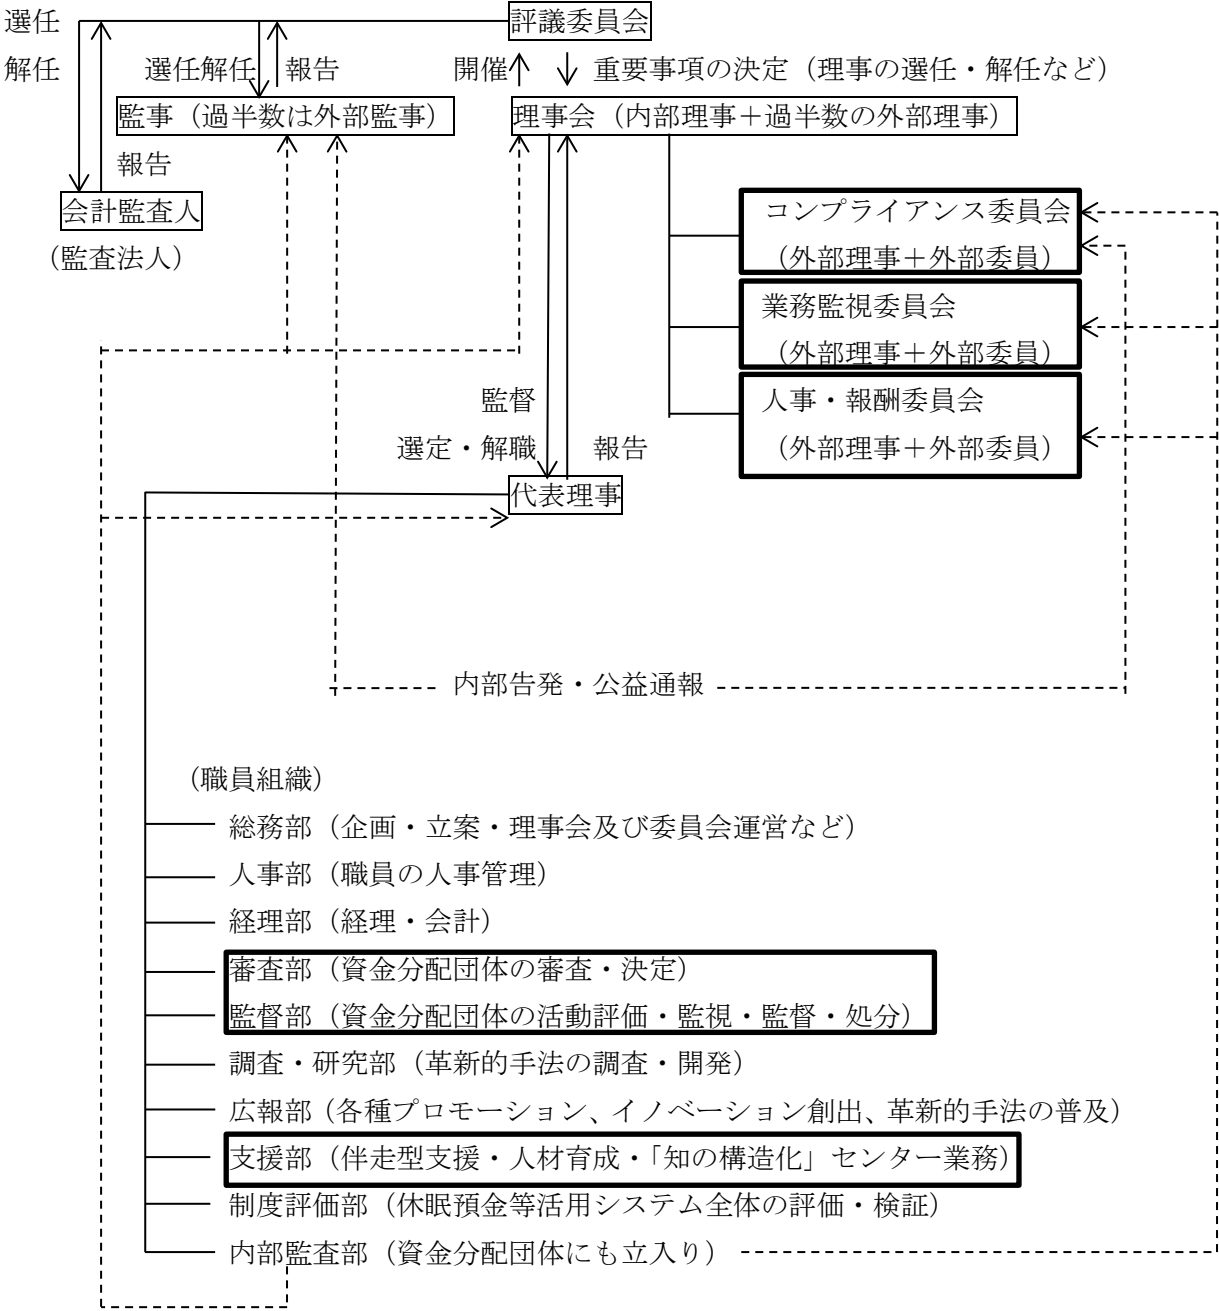 選任
評議委員会
解任
選任解任
報告
開催
重要事項の決定（理事の選任・解任など）
監事（過半数は外部監事）
理事会（内部理事＋過半数の外部理事）
報告
会計監査人
（監査法人）
コンプライアンス委員会
（外部理事＋外部委員）
業務監視委員会
（外部理事＋外部委員）
人事・報酬委員会
（外部理事＋外部委員）
監督
選定・解職
報告
代表理事
内部告発・公益通報
（職員組織）
総務部（企画・立案・理事会及び委員会運営など）
人事部（職員の人事管理）
経理部（経理・会計）
審査部（資金分配団体の審査・決定）
監督部（資金分配団体の活動評価・監視・監督・処分）
調査・研究部（革新的手法の調査・開発）
広報部（各種プロモーション、イノベーション創出、革新的手法の普及）
支援部（伴走型支援・人材育成・「知の構造化」センター業務）
制度評価部（休眠預金等活用システム全体の評価・検証）
内部監査部（資金分配団体にも立入り）